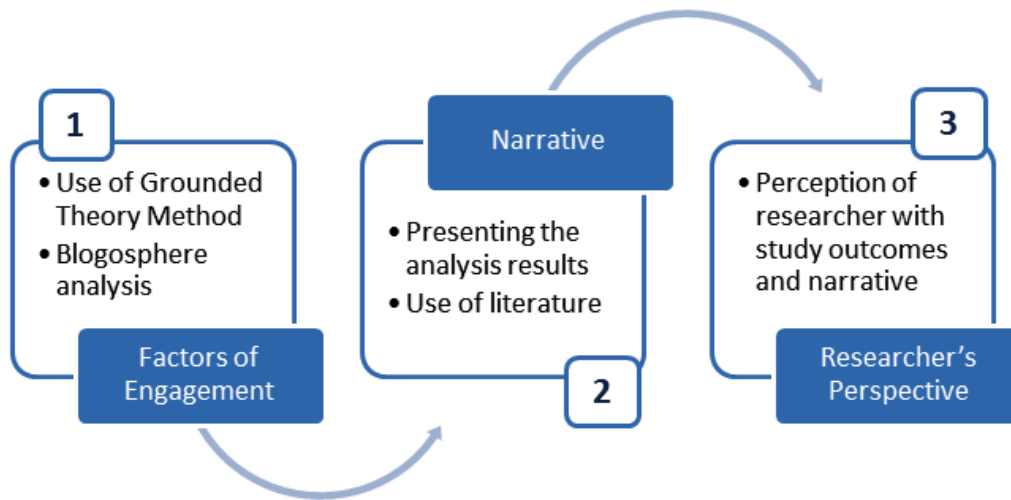 1
• Use of Grounded
Theory Method
• Blogosphere
analysis
Factors of
Engagement
Narrative
• Presenting the
analysis results
• Use of literature
2
3
• Perception of
researcher with
study outcomes
and narrative
Researcher’s
Perspective